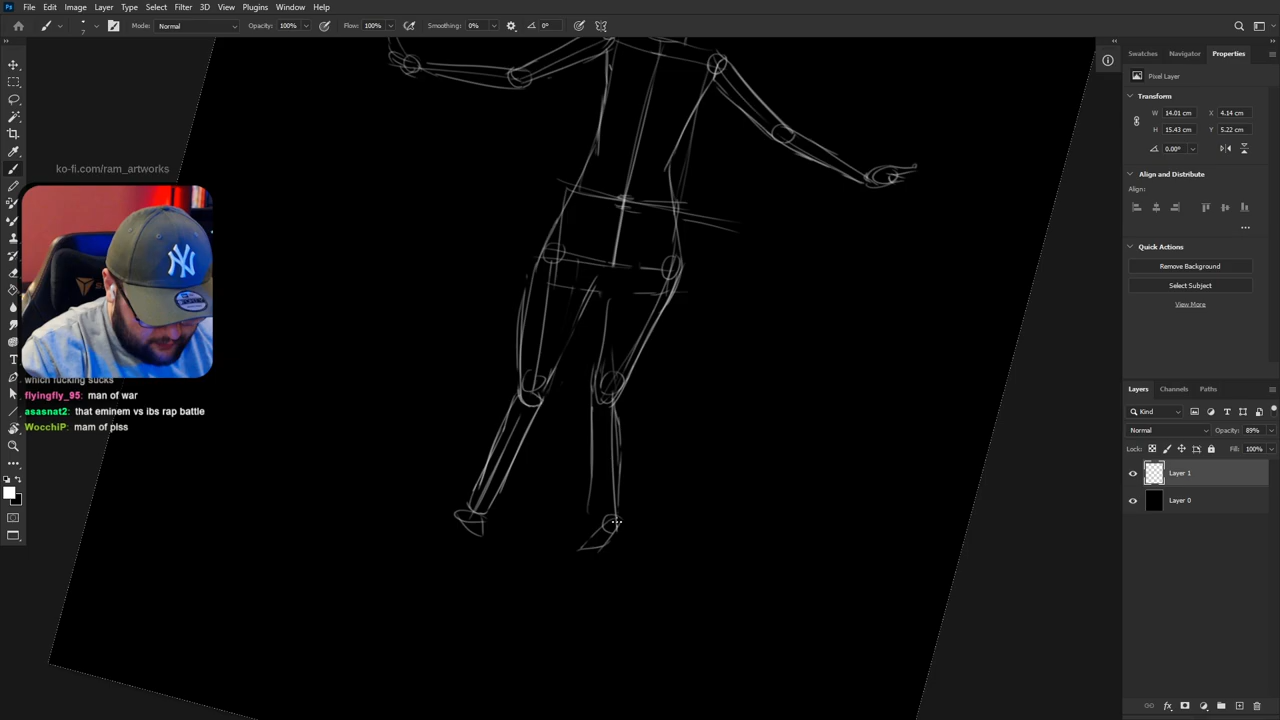 Ps File Edit Image Layer Type Select Filter 3D View Plugins Window Help
7 Mode: Normal Opacity: 100% Flow: 100% Smoothing: 0% 0°
Swatches Navigator Properties
Pixel Layer
Transform
W 14.01 cm X 4.14 cm
H 15.43 cm Y 5.22 cm
0.00°
Align and Distribute
Align:
Quick Actions
Remove Background
Select Subject
View More
Layers Channels Paths
Kind
Normal Opacity: 89%
Lock: Fill: 100%
Layer 1
Layer 0
ko-fi.com/ram_artworks
NY
which fucking sucks
flyingfly_95: man of war
asasnat2: that eminem vs ibs rap battle
WocchiP: mam of piss